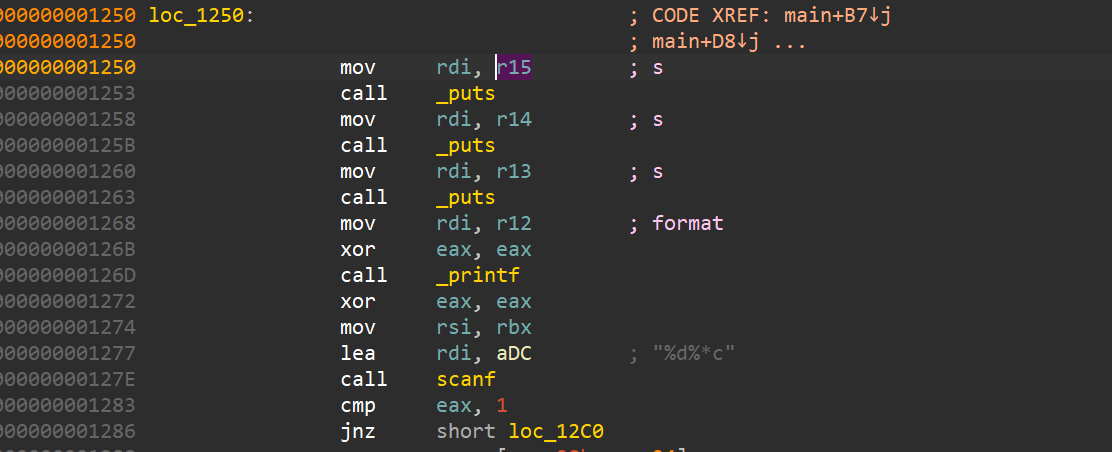 000000001250 loc_1250: ; CODE XREF: main+B7↓j
000000001250 ; main+D8↓j ...
000000001250 mov rdi, r15 ; s
000000001253 call _puts
000000001258 mov rdi, r14 ; s
00000000125B call _puts
000000001260 mov rdi, r13 ; s
000000001263 call _puts
000000001268 mov rdi, r12 ; format
00000000126B xor eax, eax
00000000126D call _printf
000000001272 xor eax, eax
000000001274 mov rsi, rbx
000000001277 lea rdi, aDC ; "%d%*c"
00000000127E call scanf
000000001283 cmp eax, 1
000000001286 jnz short loc_12C0